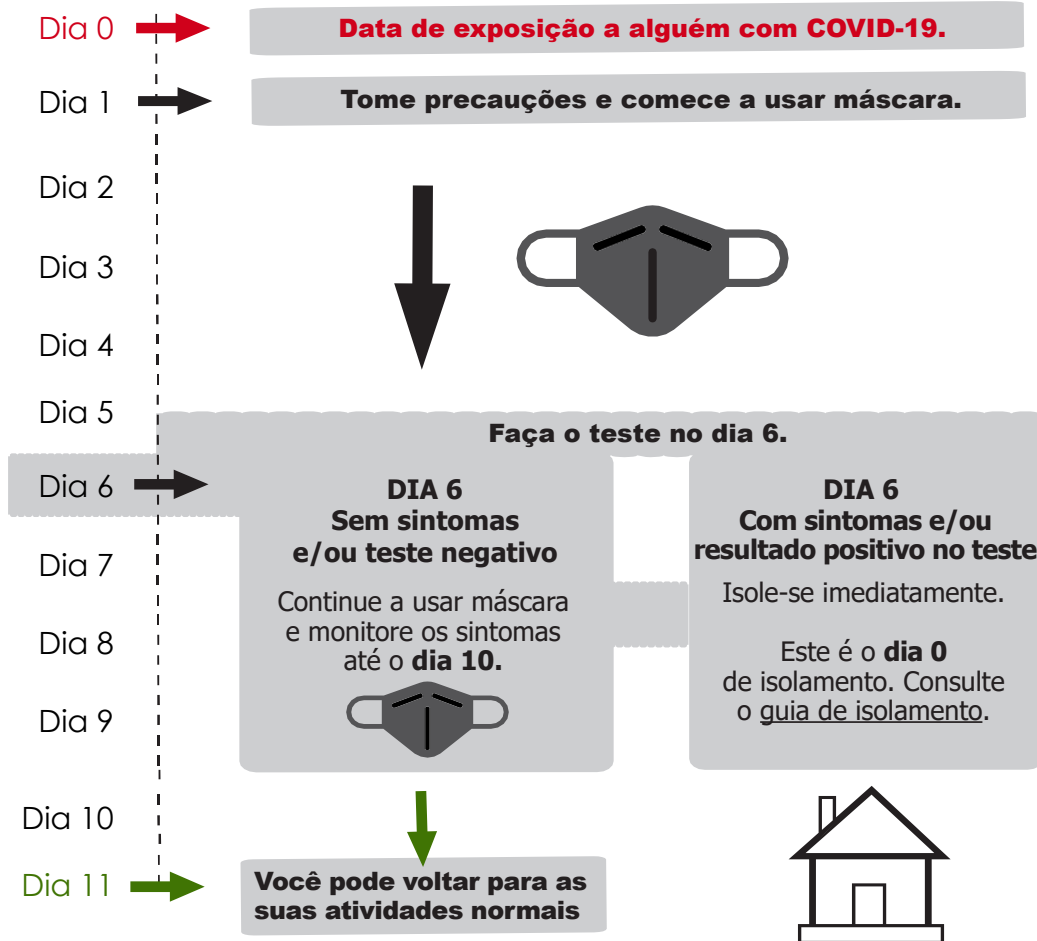 Dia 0
Data de exposição a alguém com COVID-19.
Dia 1
Tome precauções e comece a usar máscara.
Dia 2
Dia 3
Dia 4
Dia 5
Faça o teste no dia 6.
Dia 6
DIA 6
Sem sintomas
e/ou teste negativo
Continue a usar máscara
e monitore os sintomas
até o dia 10.
DIA 6
Com sintomas e/ou
resultado positivo no teste
Isole-se imediatamente.
Este é o dia 0
de isolamento. Consulte
o guia de isolamento.
Dia 7
Dia 8
Dia 9
Dia 10
Dia 11
Você pode voltar para as
suas atividades normais